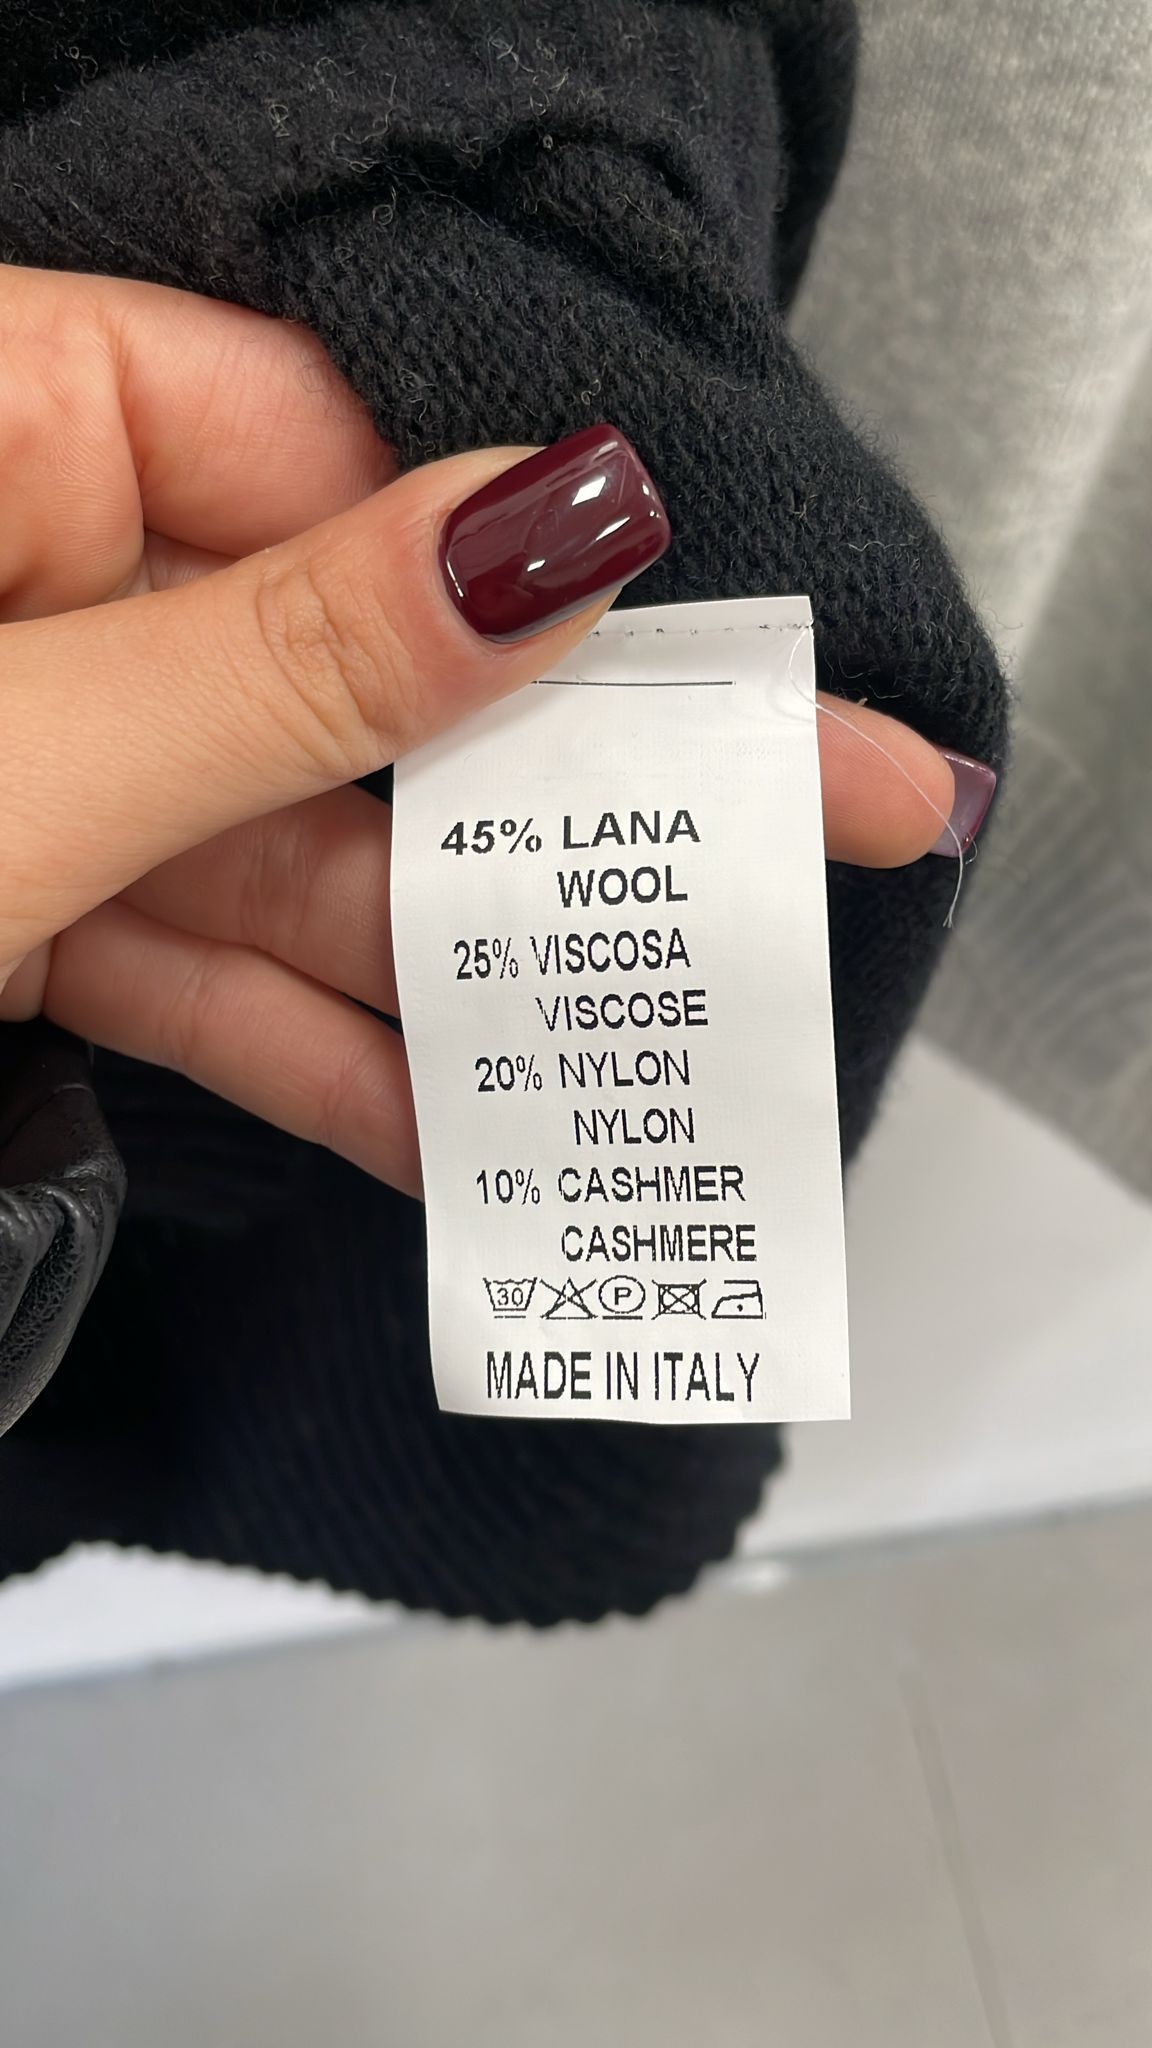 45% LANA
WOOL
25% VISCOSA
VISCOSE
20% NYLON
NYLON
10% CASHMER
CASHMERE
30 P
MADE IN ITALY